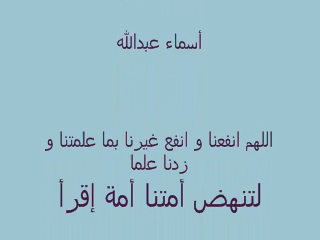 أسماء عبدالله
اللهم انفعنا و انفع غيرنا بما علمتنا و
زدنا علما
لتنهض أمتنا أمة إقرأ